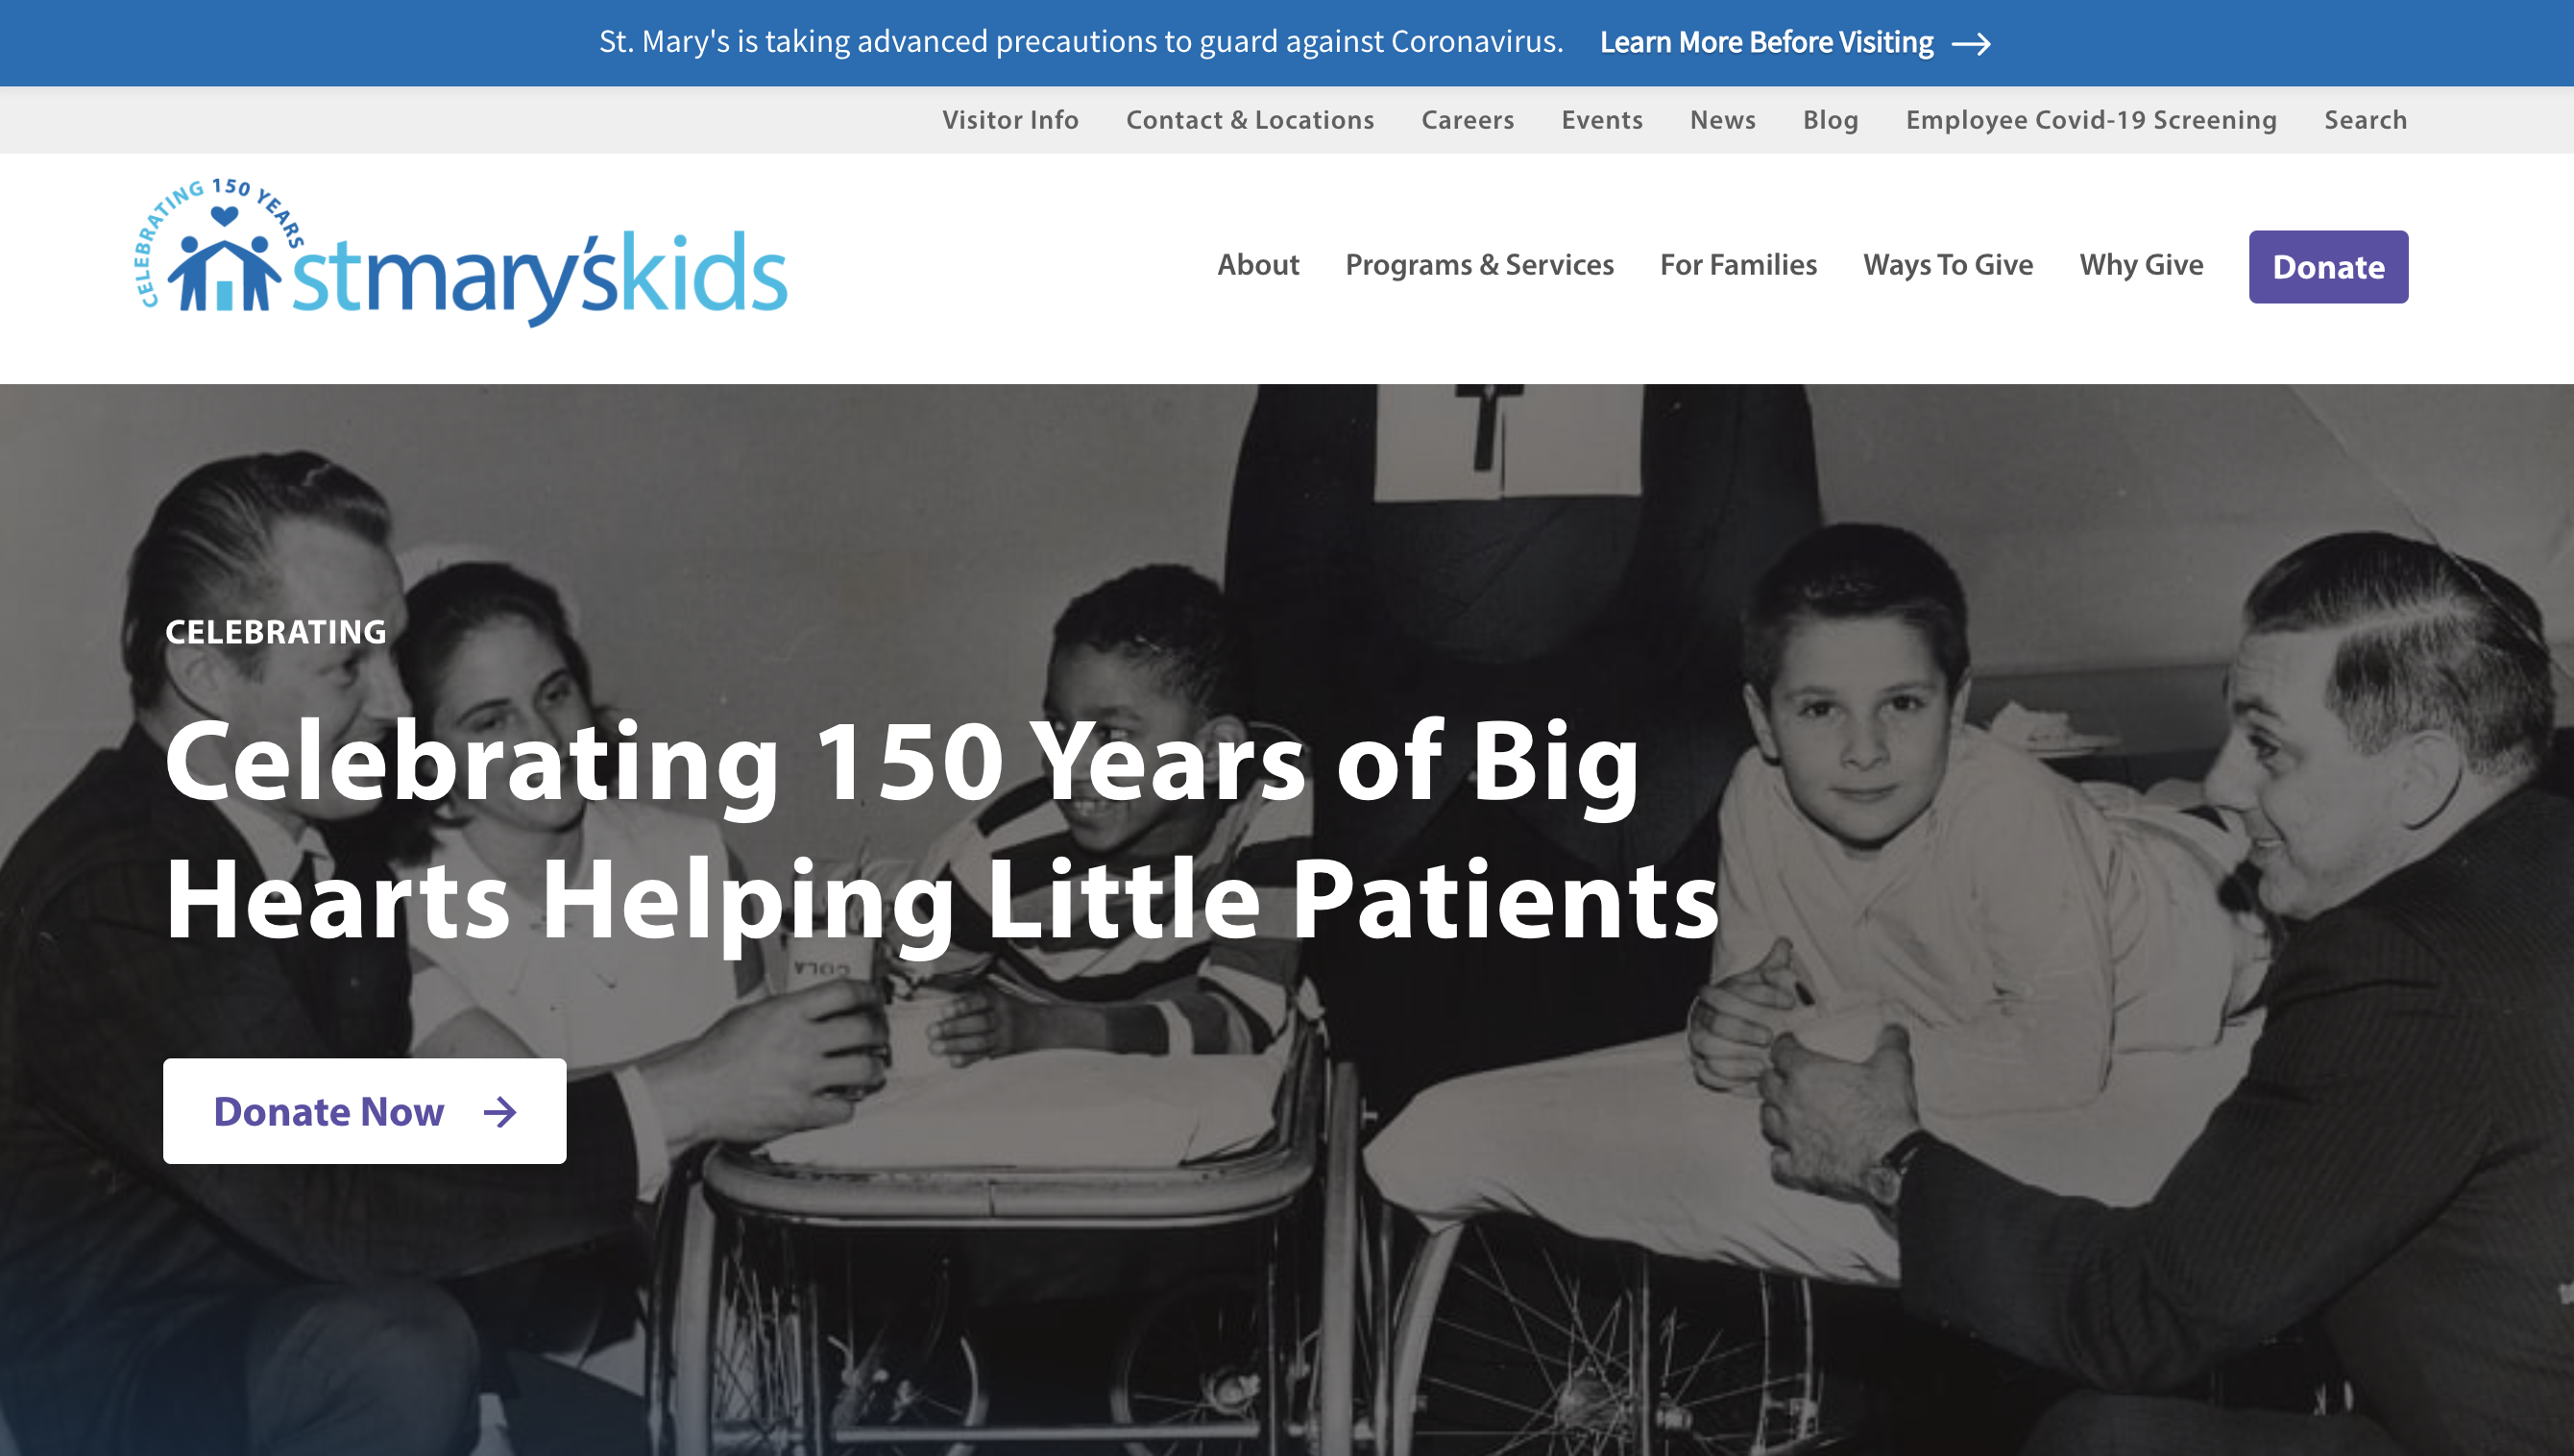 St. Mary's is taking advanced precautions to guard against Coronavirus. Learn More Before Visiting →
Visitor Info Contact & Locations Careers Events News Blog Employee Covid-19 Screening Search
CELEBRATING 150 YEARS
stmary'skids
About Programs & Services For Families Ways To Give Why Give Donate
CELEBRATING
Celebrating 150 Years of Big
Hearts Helping Little Patients
COLA
Donate Now →